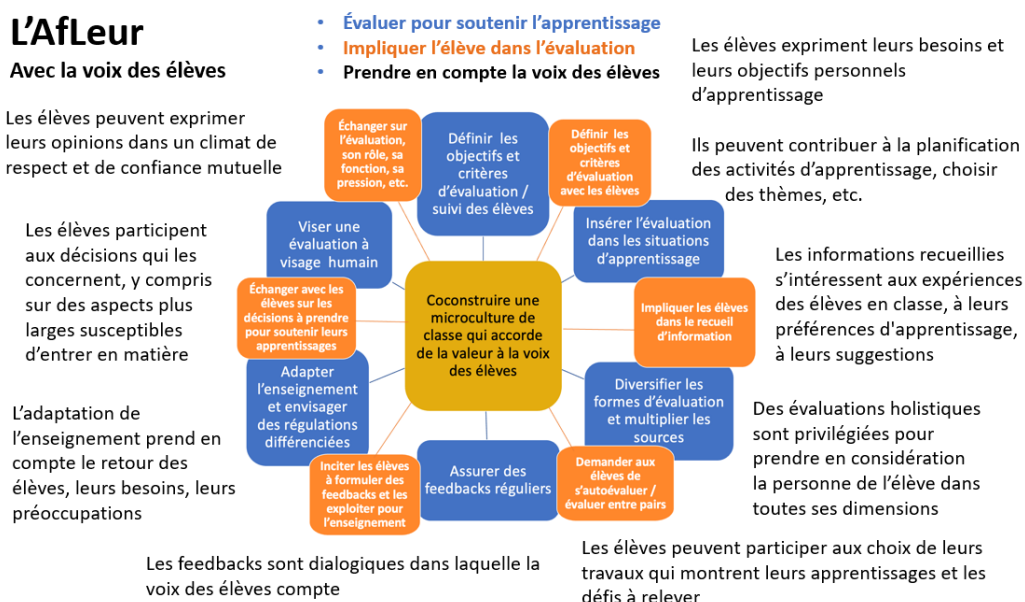 L'AfLeur
Avec la voix des élèves
• Évaluer pour soutenir l'apprentissage
• Impliquer l'élève dans l'évaluation
• Prendre en compte la voix des élèves
Les élèves expriment leurs besoins et
leurs objectifs personnels
d'apprentissage
Ils peuvent contribuer à la planification
des activités d'apprentissage, choisir
des thèmes, etc.
Les informations recueillies
s'intéressent aux expériences
des élèves en classe, à leurs
préférences d'apprentissage,
à leurs suggestions
Des évaluations holistiques
sont privilégiées pour
prendre en considération
la personne de l'élève dans
toutes ses dimensions
Les élèves peuvent participer aux choix de leurs
travaux qui montrent leurs apprentissages et les
défis à relever
Les feedbacks sont dialogiques dans laquelle la
voix des élèves compte
L'adaptation de
l'enseignement prend en
compte le retour des
élèves, leurs besoins, leurs
préoccupations
Les élèves participent
aux décisions qui les
concernent, y compris
sur des aspects plus
larges susceptibles
d'entrer en matière
Les élèves peuvent exprimer
leurs opinions dans un climat de
respect et de confiance mutuelle
Échanger sur
l'évaluation,
son rôle, sa
fonction, sa
pression, etc.
Définir les
objectifs et
critères
d'évaluation /
suivi des élèves
Définir les
objectifs et
critères
d'évaluation
avec les élèves
Insérer l'évaluation
dans les situations
d'apprentissage
Impliquer les élèves
dans le recueil
d'information
Diversifier les
formes d'évaluation
et multiplier les
sources
Demander aux
élèves de
s'autoévaluer /
évaluer entre pairs
Assurer des
feedbacks réguliers
Inciter les élèves
à formuler des
feedbacks et les
exploiter pour
l'enseignement
Adapter
l'enseignement
et envisager
des régulations
différenciées
Échanger avec les
élèves sur les
décisions à prendre
pour soutenir leurs
apprentissages
Viser une
évaluation à
visage humain
Coconstruire une
microculture de
classe qui accorde
de la valeur à la voix
des élèves